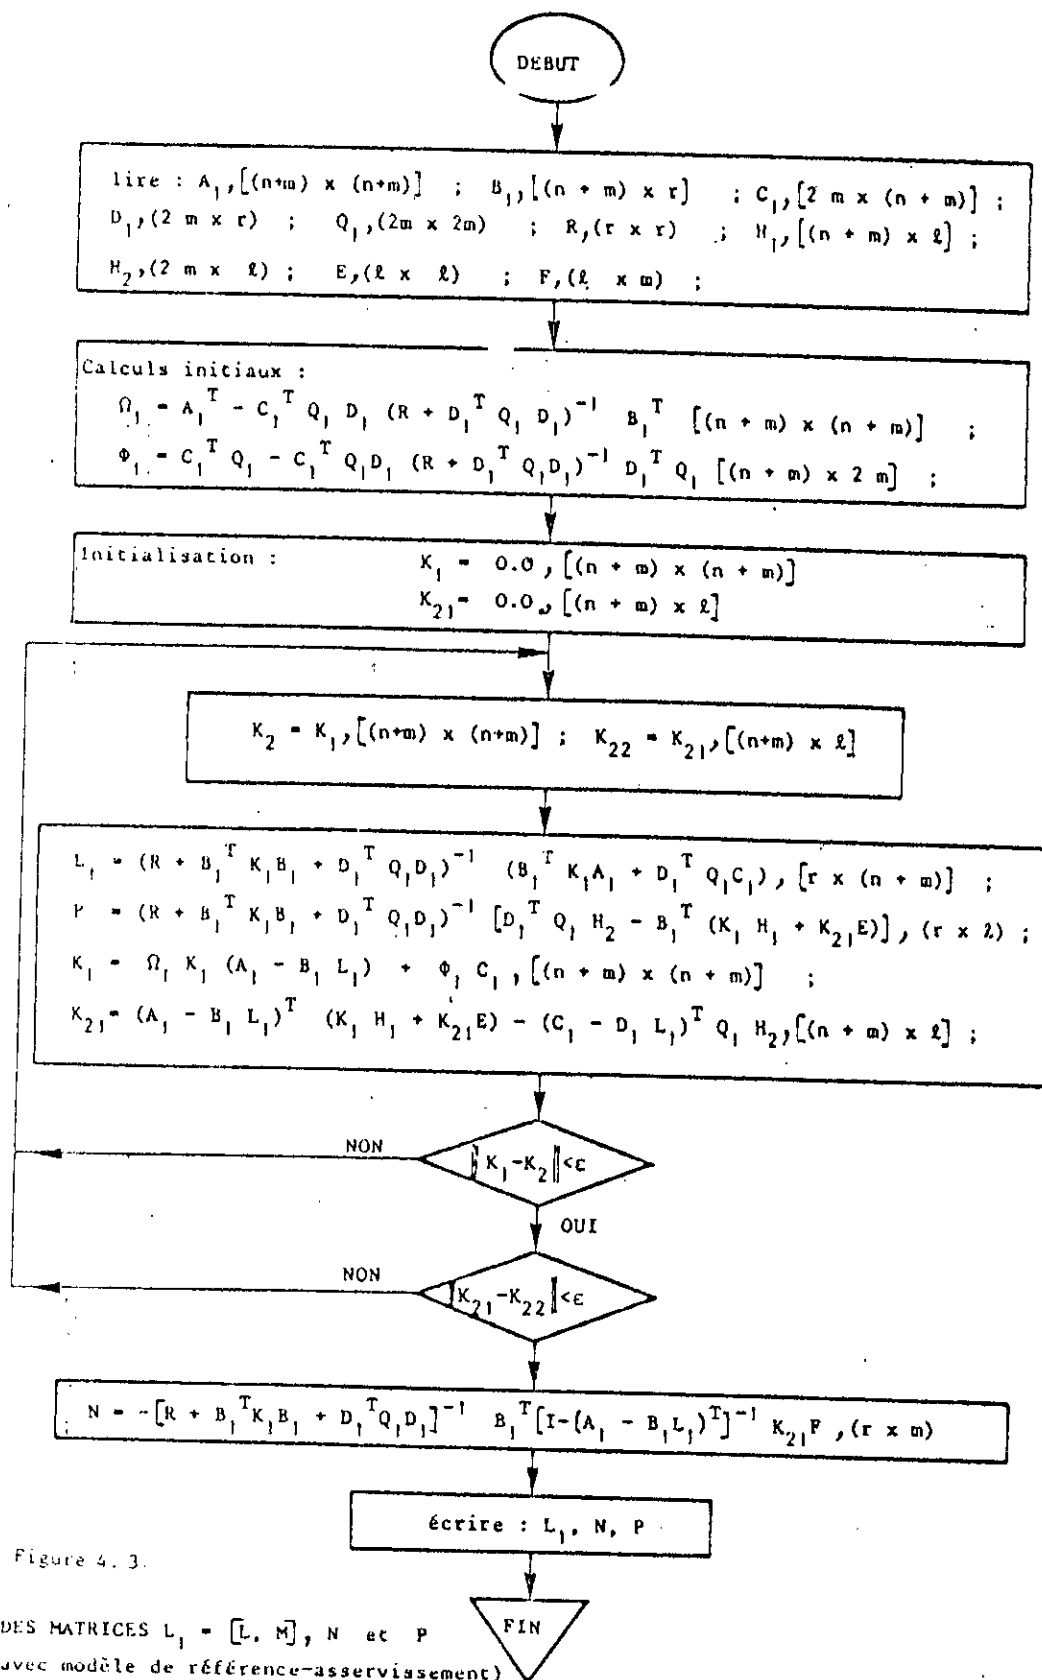 DEBUT
lire : A₁,[(n+m) x (n+m)] ; B₁,[(n + m) x r] ; C₁,[2 m x (n + m)] ;
D₁,(2 m x r) ; Q₁,(2m x 2m) ; R,(r x r) ; H₁,[(n + m) x ℓ] ;
H₂,(2 m x ℓ) ; E,(ℓ x ℓ) ; F,(ℓ x m) ;
Calculs initiaux :
Ω₁ = A₁ᵀ - C₁ᵀ Q₁ D₁ (R + D₁ᵀ Q₁ D₁)⁻¹ B₁ᵀ [(n + m) x (n + m)] ;
Φ₁ = C₁ᵀ Q₁ - C₁ᵀ Q₁D₁ (R + D₁ᵀ Q₁D₁)⁻¹ D₁ᵀ Q₁ [(n + m) x 2 m] ;
Initialisation : K₁ = 0.0 , [(n + m) x (n + m)]
K₂₁= 0.0 , [(n + m) x ℓ]
K₂ = K₁,[(n+m) x (n+m)] ; K₂₂ = K₂₁,[(n+m) x ℓ]
L₁ = (R + B₁ᵀ K₁B₁ + D₁ᵀ Q₁D₁)⁻¹ (B₁ᵀ K₁A₁ + D₁ᵀ Q₁C₁), [r x (n + m)] ;
P = (R + B₁ᵀ K₁B₁ + D₁ᵀ Q₁D₁)⁻¹ [D₁ᵀ Q₁ H₂ - B₁ᵀ (K₁ H₁ + K₂₁E)], (r x ℓ) ;
K₁ = Ω₁ K₁ (A₁ - B₁ L₁) + Φ₁ C₁ , [(n + m) x (n + m)] ;
K₂₁= (A₁ - B₁ L₁)ᵀ (K₁ H₁ + K₂₁E) - (C₁ - D₁ L₁)ᵀ Q₁ H₂,[(n + m) x ℓ] ;
NON
‖K₁-K₂‖<ε
OUI
NON
‖K₂₁-K₂₂‖<ε
N = -[R + B₁ᵀK₁B₁ + D₁ᵀQ₁D₁]⁻¹ B₁ᵀ[I-(A₁ - B₁L₁)ᵀ]⁻¹ K₂₁F ,(r x m)
écrire : L₁, N, P
Figure 4.3.
FIN
DES MATRICES L₁ = [L, M], N et P
avec modèle de référence-asservissement)